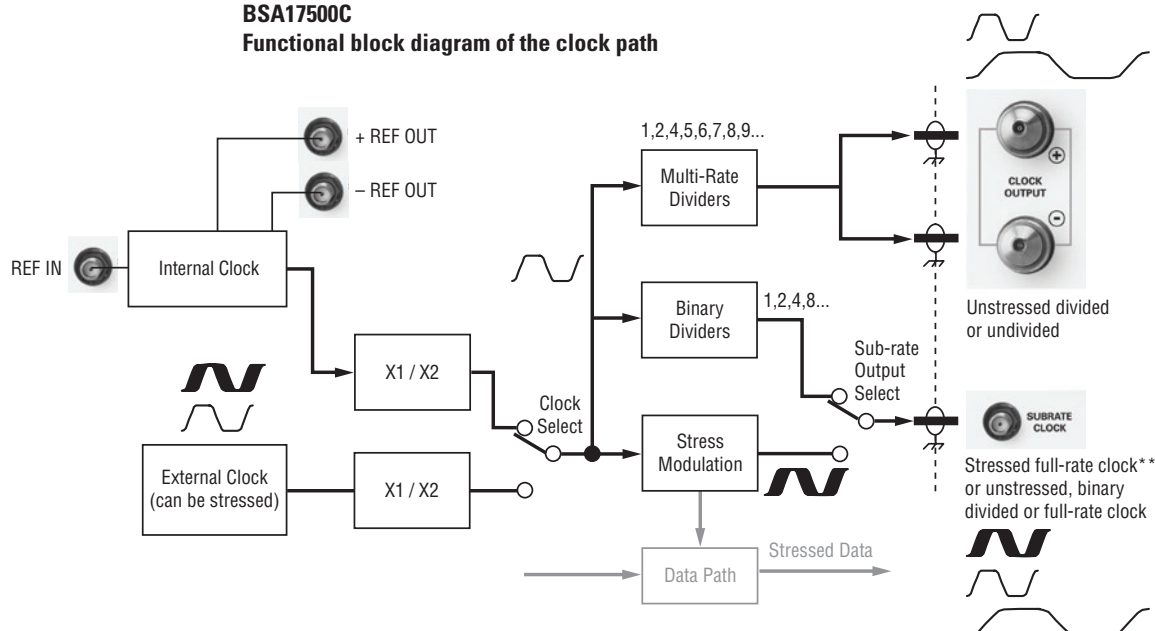 BSA17500C
Functional block diagram of the clock path
+ REF OUT
– REF OUT
REF IN
Internal Clock
X1 / X2
External Clock
(can be stressed)
X1 / X2
Clock
Select
1,2,4,5,6,7,8,9...
Multi-Rate
Dividers
Binary
Dividers
1,2,4,8...
Stress
Modulation
Sub-rate
Output
Select
Data Path
Stressed Data
+
CLOCK
OUTPUT
-
Unstressed divided
or undivided
SUBRATE
CLOCK
Stressed full-rate clock**
or unstressed, binary
divided or full-rate clock